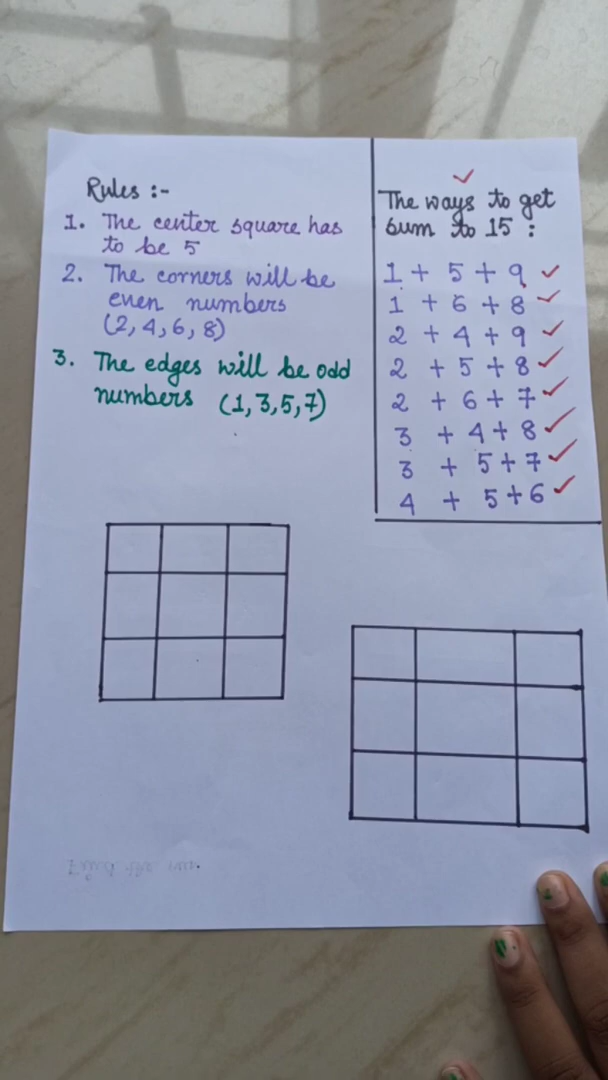 Rules :-
1. The center square has
to be 5
2. The corners will be
even numbers
(2, 4, 6, 8)
3. The edges will be odd
numbers (1,3,5,7)
The ways to get
sum to 15 :
1 + 5 + 9
1 + 6 + 8
2 + 4 + 9
2 + 5 + 8
2 + 6 + 7
3 + 4 + 8
3 + 5 + 7
4 + 5 + 6